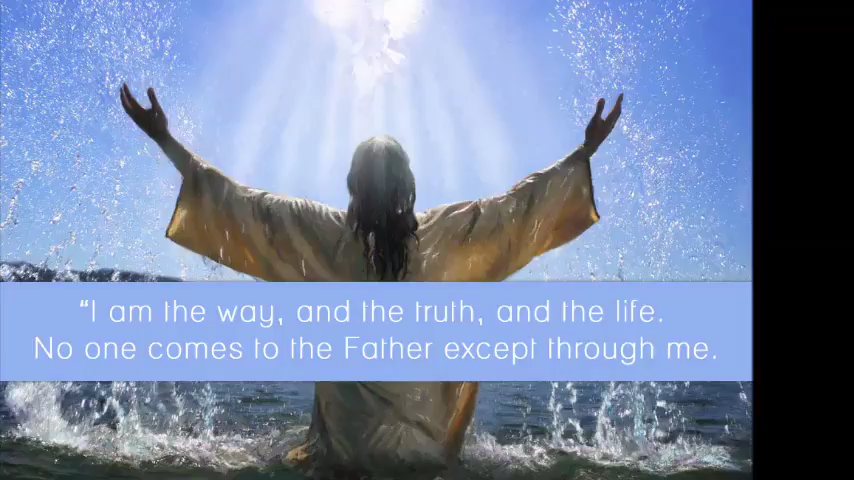 “I am the way, and the truth, and the life.
No one comes to the Father except through me.